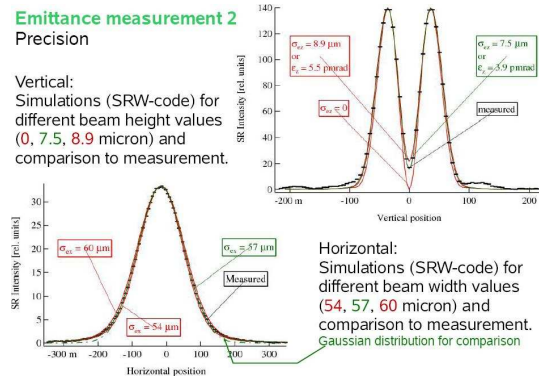 Emittance measurement 2
Precision
Vertical:
Simulations (SRW-code) for
different beam height values
(0, 7.5, 8.9 micron) and
comparison to measurement.
SR Intensity [rel. units]
140
120
100
80
60
40
20
0
σez = 8.9 μm
or
εz = 5.5 pmrad
σez = 7.5 μm
or
εz = 3.9 pmrad
σez = 0
measured
-200 m -100 0 100 200
Vertical position
SR Intensity [rel. units]
30
25
20
15
10
5
0
σex = 60 μm
σex = 57 μm
Measured
σex = 54 μm
-300 m -200 -100 0 100 200 300
Horizontal position
Horizontal:
Simulations (SRW-code) for
different beam width values
(54, 57, 60 micron) and
comparison to measurement.
Gaussian distribution for comparison